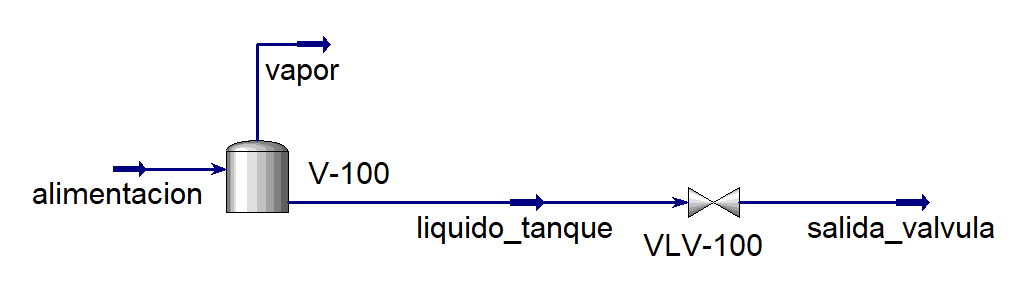 vapor
V-100
alimentacion
liquido_tanque
VLV-100
salida_valvula